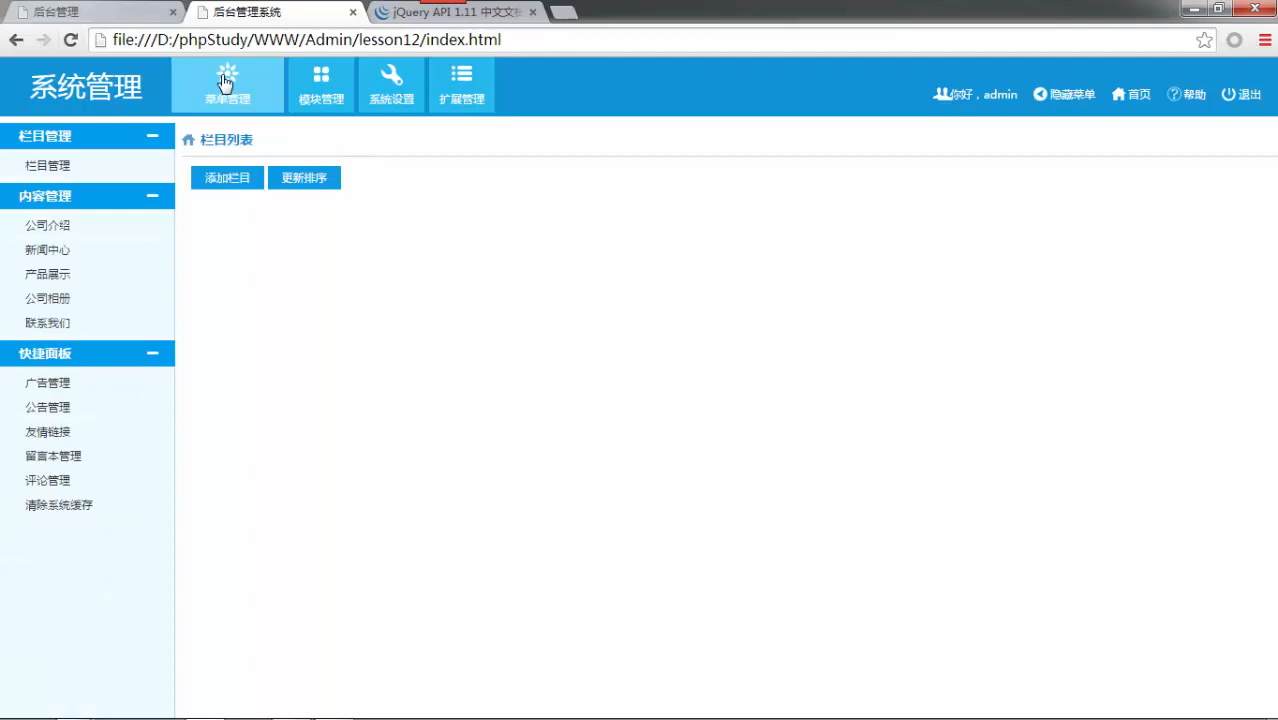 后台管理
后台管理系统
jQuery API 1.11 中文文
file:///D:/phpStudy/WWW/Admin/lesson12/index.html
系统管理
菜单管理
模块管理
系统设置
扩展管理
你好，admin
隐藏菜单
首页
帮助
退出
栏目管理
栏目管理
内容管理
公司介绍
新闻中心
产品展示
公司相册
联系我们
快捷面板
广告管理
公告管理
友情链接
留言本管理
评论管理
清除系统缓存
栏目列表
添加栏目
更新排序